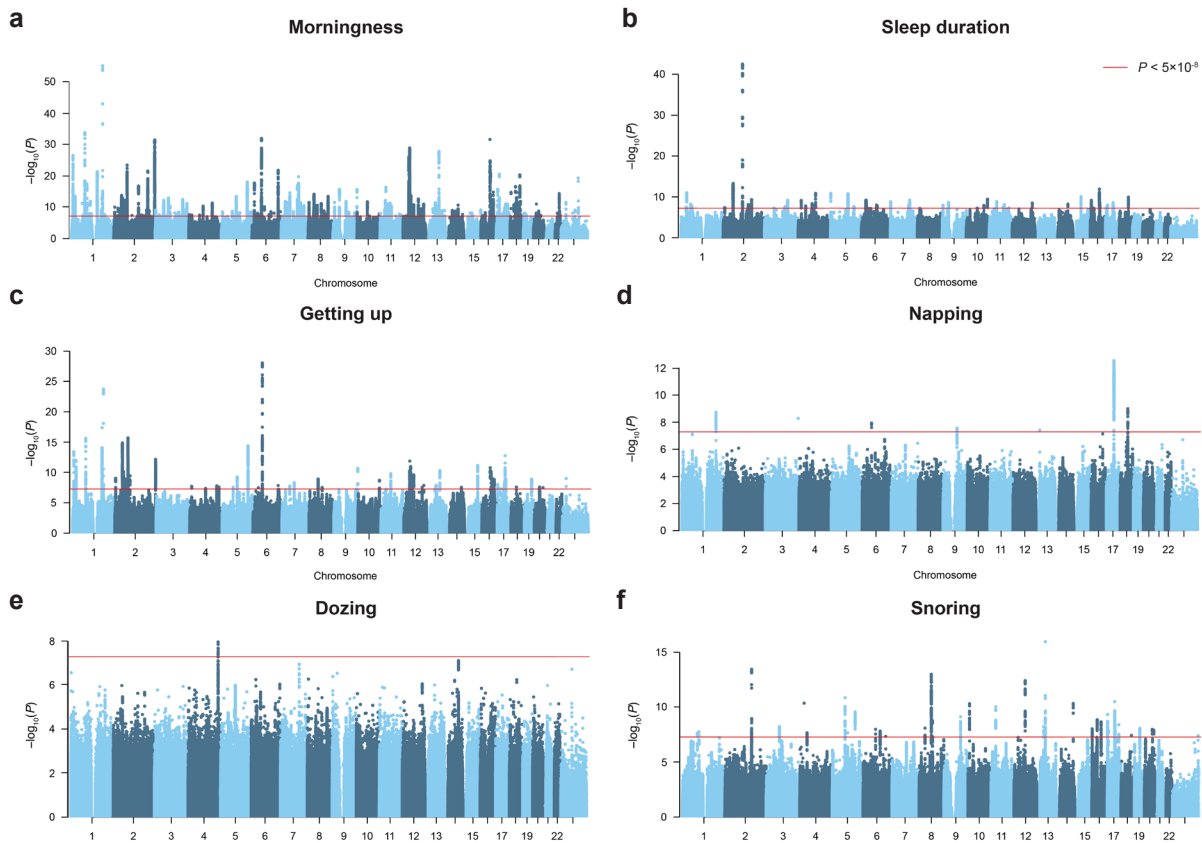 a
Morningness
−log10(P)
50
40
30
20
10
0
1 2 3 4 5 6 7 8 9 10 11 12 13 15 17 19 22
Chromosome
b
Sleep duration
P < 5×10-8
−log10(P)
40
30
20
10
0
1 2 3 4 5 6 7 8 9 10 11 12 13 15 17 19 22
Chromosome
c
Getting up
−log10(P)
30
25
20
15
10
5
0
1 2 3 4 5 6 7 8 9 10 11 12 13 15 17 19 22
Chromosome
d
Napping
−log10(P)
12
10
8
6
4
2
0
1 2 3 4 5 6 7 8 9 10 11 12 13 15 17 19 22
Chromosome
e
Dozing
−log10(P)
8
6
4
2
0
1 2 3 4 5 6 7 8 9 10 11 12 13 15 17 19 22
f
Snoring
−log10(P)
15
10
5
0
1 2 3 4 5 6 7 8 9 10 11 12 13 15 17 19 22